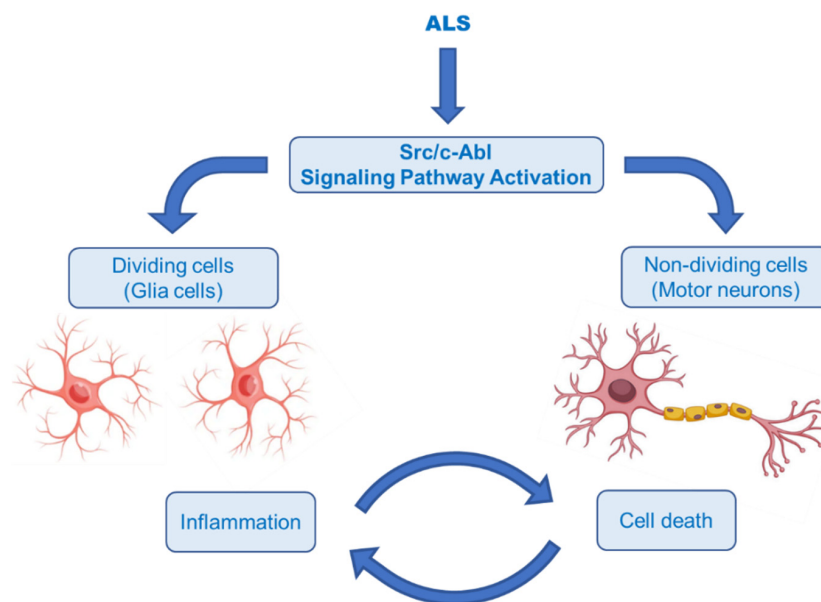 ALS
Src/c-Abl
Signaling Pathway Activation
Dividing cells
(Glia cells)
Non-dividing cells
(Motor neurons)
Inflammation
Cell death